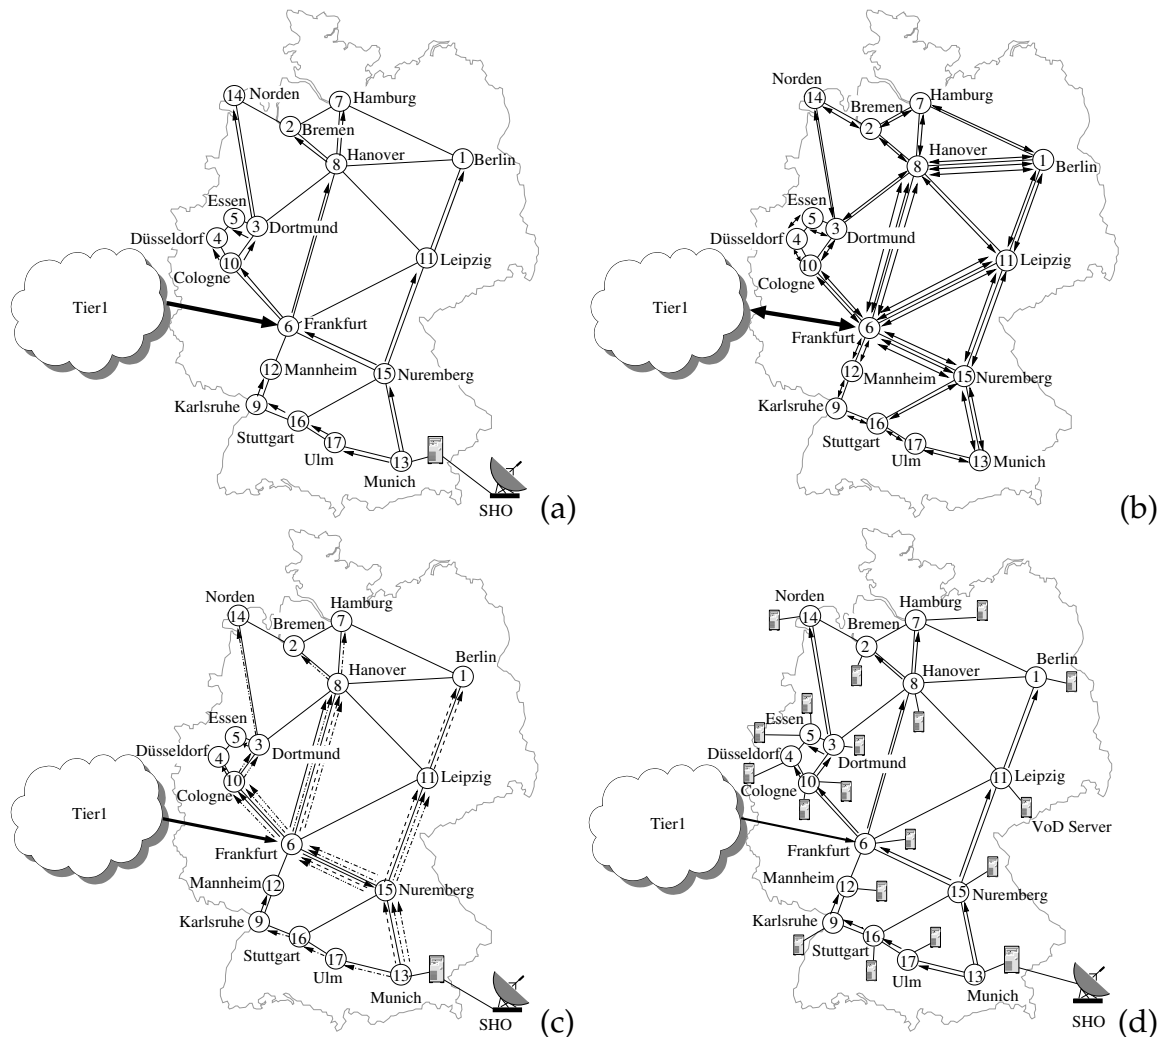 14 Norden
7 Hamburg
2 Bremen
8 Hanover
1 Berlin
Essen
5
3 Dortmund
Düsseldorf 4
10
Cologne
11 Leipzig
Tier1
6 Frankfurt
12 Mannheim
15 Nuremberg
Karlsruhe 9
16
Stuttgart
17
Ulm
13
Munich
SHO
(a)
Norden
14
7 Hamburg
Bremen
2
Hanover
8
1
Berlin
Essen
5
3
Dortmund
Düsseldorf
4
10
Cologne
11 Leipzig
Tier1
6
Frankfurt
12 Mannheim
15 Nuremberg
Karlsruhe
9
16
Stuttgart
17
Ulm
13 Munich
(b)
Norden
14
Hamburg
7
Bremen
2
Hanover
8
Berlin
1
Essen
5
3 Dortmund
Düsseldorf
4
10
Cologne
11 Leipzig
Tier1
6
Frankfurt
Mannheim
12
15 Nuremberg
Karlsruhe 9
16
Stuttgart
17
Ulm
13
Munich
SHO
(c)
Norden
14
Hamburg
7
Bremen
2
Hanover
8
Berlin
1
Essen
5
3
Dortmund
Düsseldorf
4
10
Cologne
11 Leipzig
VoD Server
Tier1
6
Frankfurt
Mannheim
12
15
Nuremberg
Karlsruhe
9
16
Stuttgart
17
Ulm
13
Munich
SHO
(d)